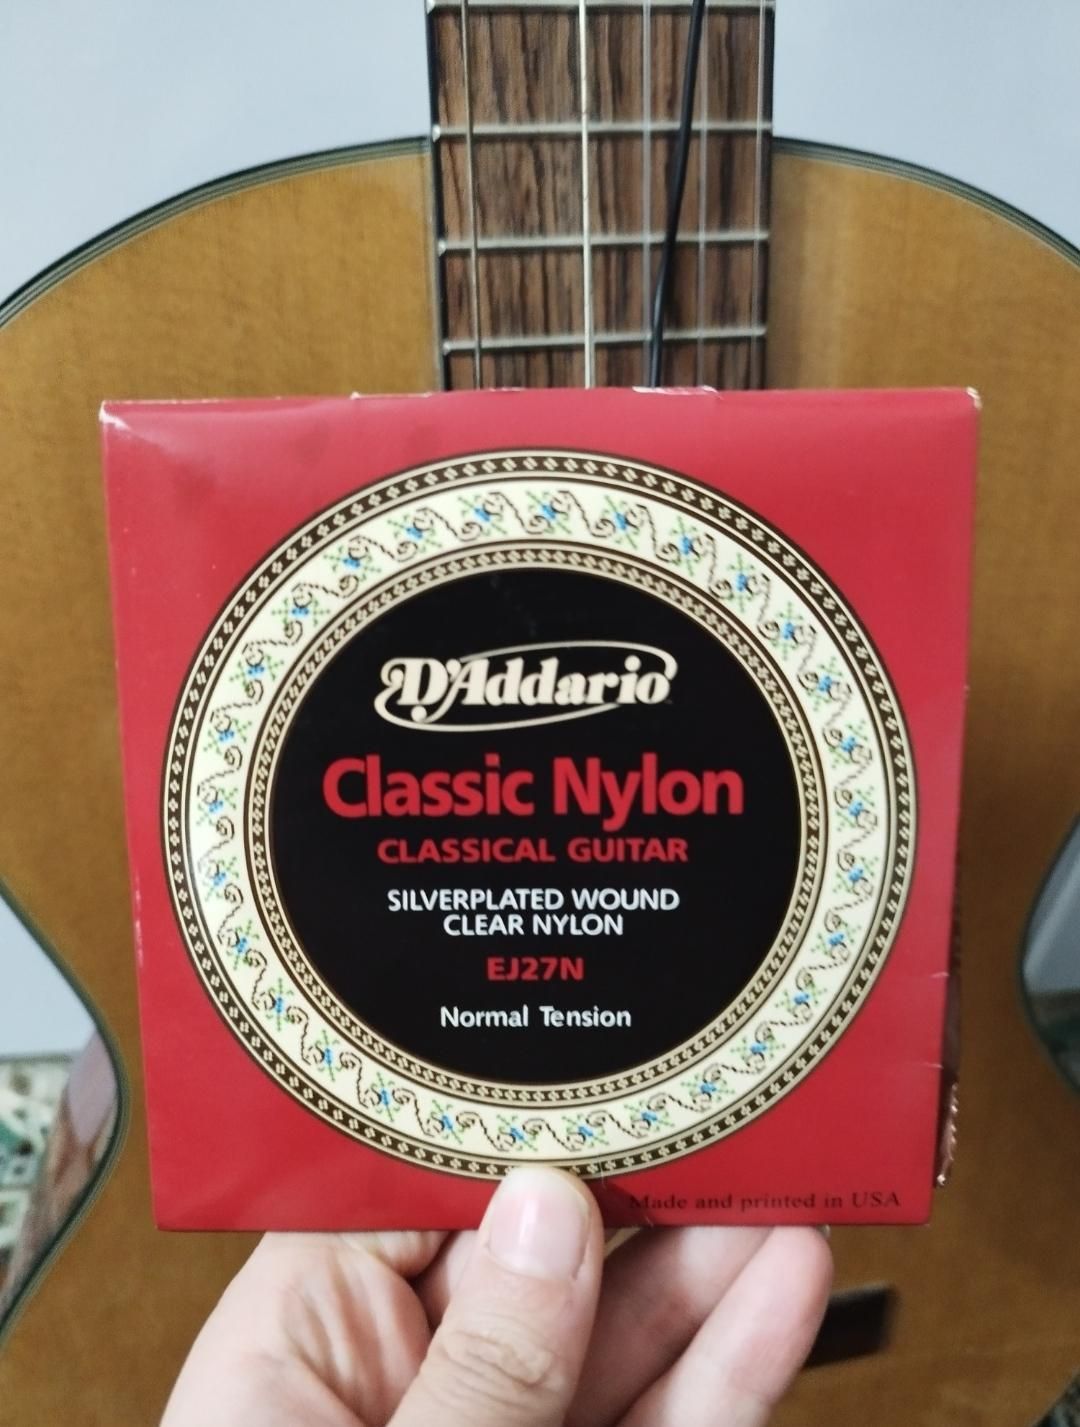 D'Addario
Classic Nylon
CLASSICAL GUITAR
SILVERPLATED WOUND
CLEAR NYLON
EJ27N
Normal Tension
Made and printed in USA